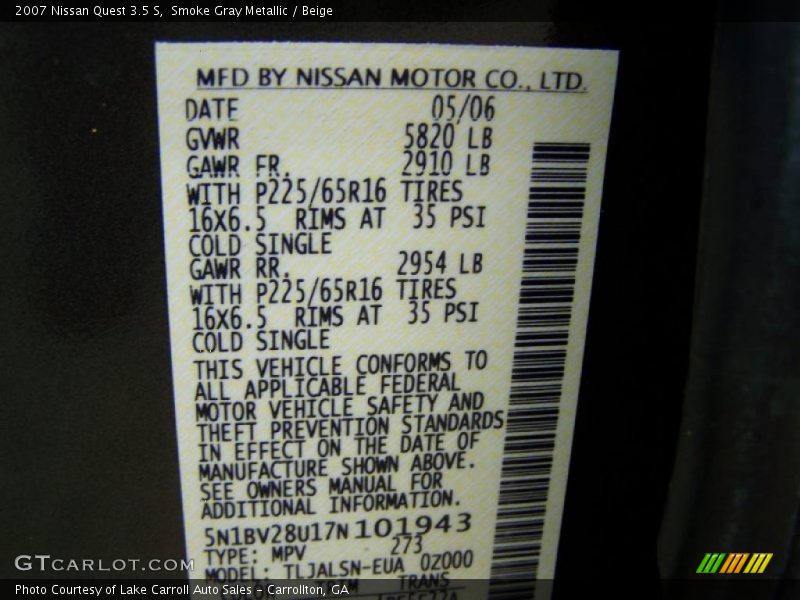 2007 Nissan Quest 3.5 S, Smoke Gray Metallic / Beige
MFD BY NISSAN MOTOR CO., LTD.
DATE 05/06
GVWR 5820 LB
GAWR FR. 2910 LB
WITH P225/65R16 TIRES
16X6.5 RIMS AT 35 PSI
COLD SINGLE
GAWR RR. 2954 LB
WITH P225/65R16 TIRES
16X6.5 RIMS AT 35 PSI
COLD SINGLE
THIS VEHICLE CONFORMS TO
ALL APPLICABLE FEDERAL
MOTOR VEHICLE SAFETY AND
THEFT PREVENTION STANDARDS
IN EFFECT ON THE DATE OF
MANUFACTURE SHOWN ABOVE.
SEE OWNERS MANUAL FOR
ADDITIONAL INFORMATION.
5N1BV28U17N101943
TYPE: MPV 273
MODEL: TLJALSN-EUA 0Z000
TRIM TRANS
GTCARLOT.COM
Photo Courtesy of Lake Carroll Auto Sales – Carrollton, GA